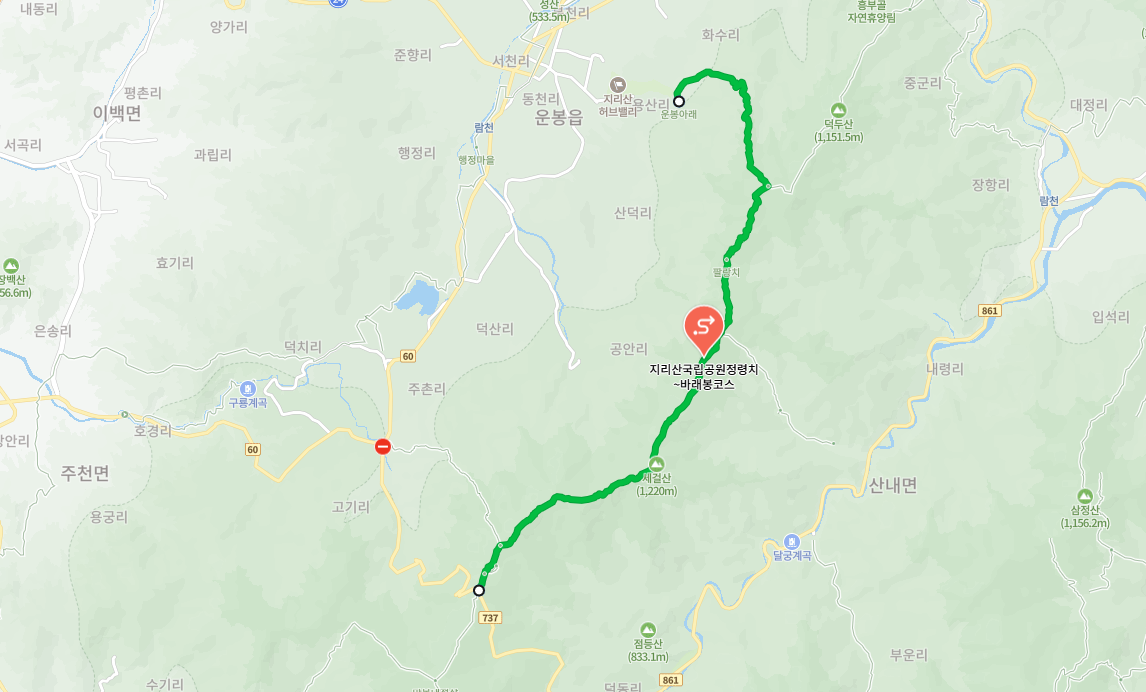 내동리
양가리
성산
(533.5m)
흥부골
자연휴양림
화수리
준향리
서천리
중군리
평촌리
이백면
동천리
운봉읍
지리산
허브밸리
용산리
운봉아래
덕두산
(1,151.5m)
대정리
람천
서곡리
과립리
행정리
행정마을
장항리
람천
산덕리
효기리
팔랑치
861
입석리
은송리
덕치리
덕산리
공안리
60
지리산국립공원정령치
~바래봉코스
내령리
주촌리
구룡계곡
호경리
60
주천면
세걸산
(1,220m)
산내면
고기리
용궁리
삼정산
(1,156.2m)
달궁계곡
737
점등산
(833.1m)
부운리
861
덕동리
수기리